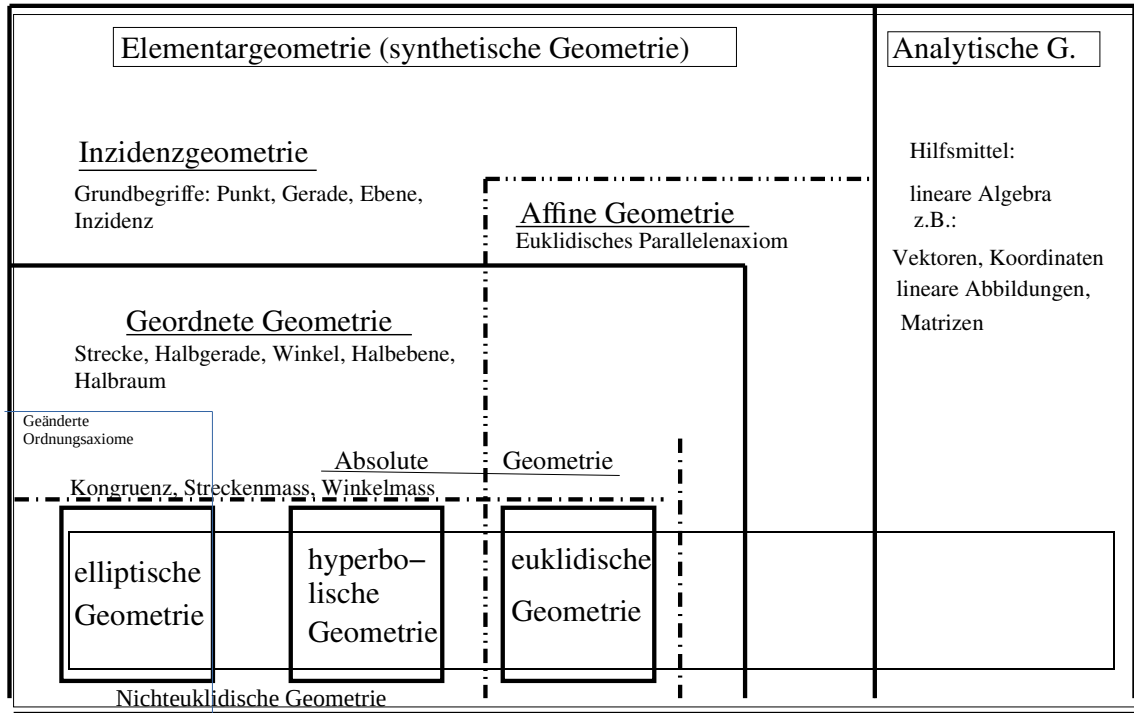 Elementargeometrie (synthetische Geometrie)
Analytische G.
Inzidenzgeometrie
Grundbegriffe: Punkt, Gerade, Ebene,
Inzidenz
Affine Geometrie
Euklidisches Parallelenaxiom
Hilfsmittel:
lineare Algebra
z.B.:
Vektoren, Koordinaten
lineare Abbildungen,
Matrizen
Geordnete Geometrie
Strecke, Halbgerade, Winkel, Halbebene,
Halbraum
Geänderte
Ordnungsaxiome
Absolute Geometrie
Kongruenz, Streckenmass, Winkelmass
elliptische
Geometrie
hyperbo–
lische
Geometrie
euklidische
Geometrie
Nichteuklidische Geometrie